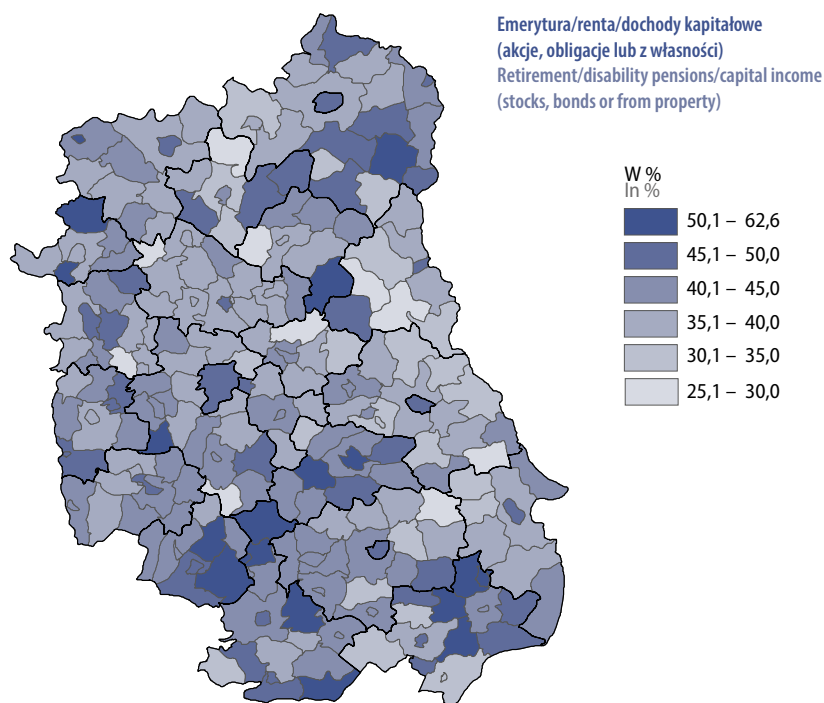 Emerytura/renta/dochody kapitałowe
(akcje, obligacje lub z własności)
Retirement/disability pensions/capital income
(stocks, bonds or from property)
W %
In %
50,1 – 62,6
45,1 – 50,0
40,1 – 45,0
35,1 – 40,0
30,1 – 35,0
25,1 – 30,0